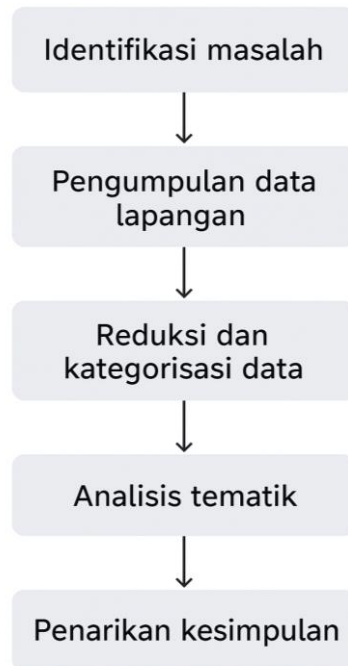 Identifikasi masalah
Pengumpulan data
lapangan
Reduksi dan
kategorisasi data
Analisis tematik
Penarikan kesimpulan